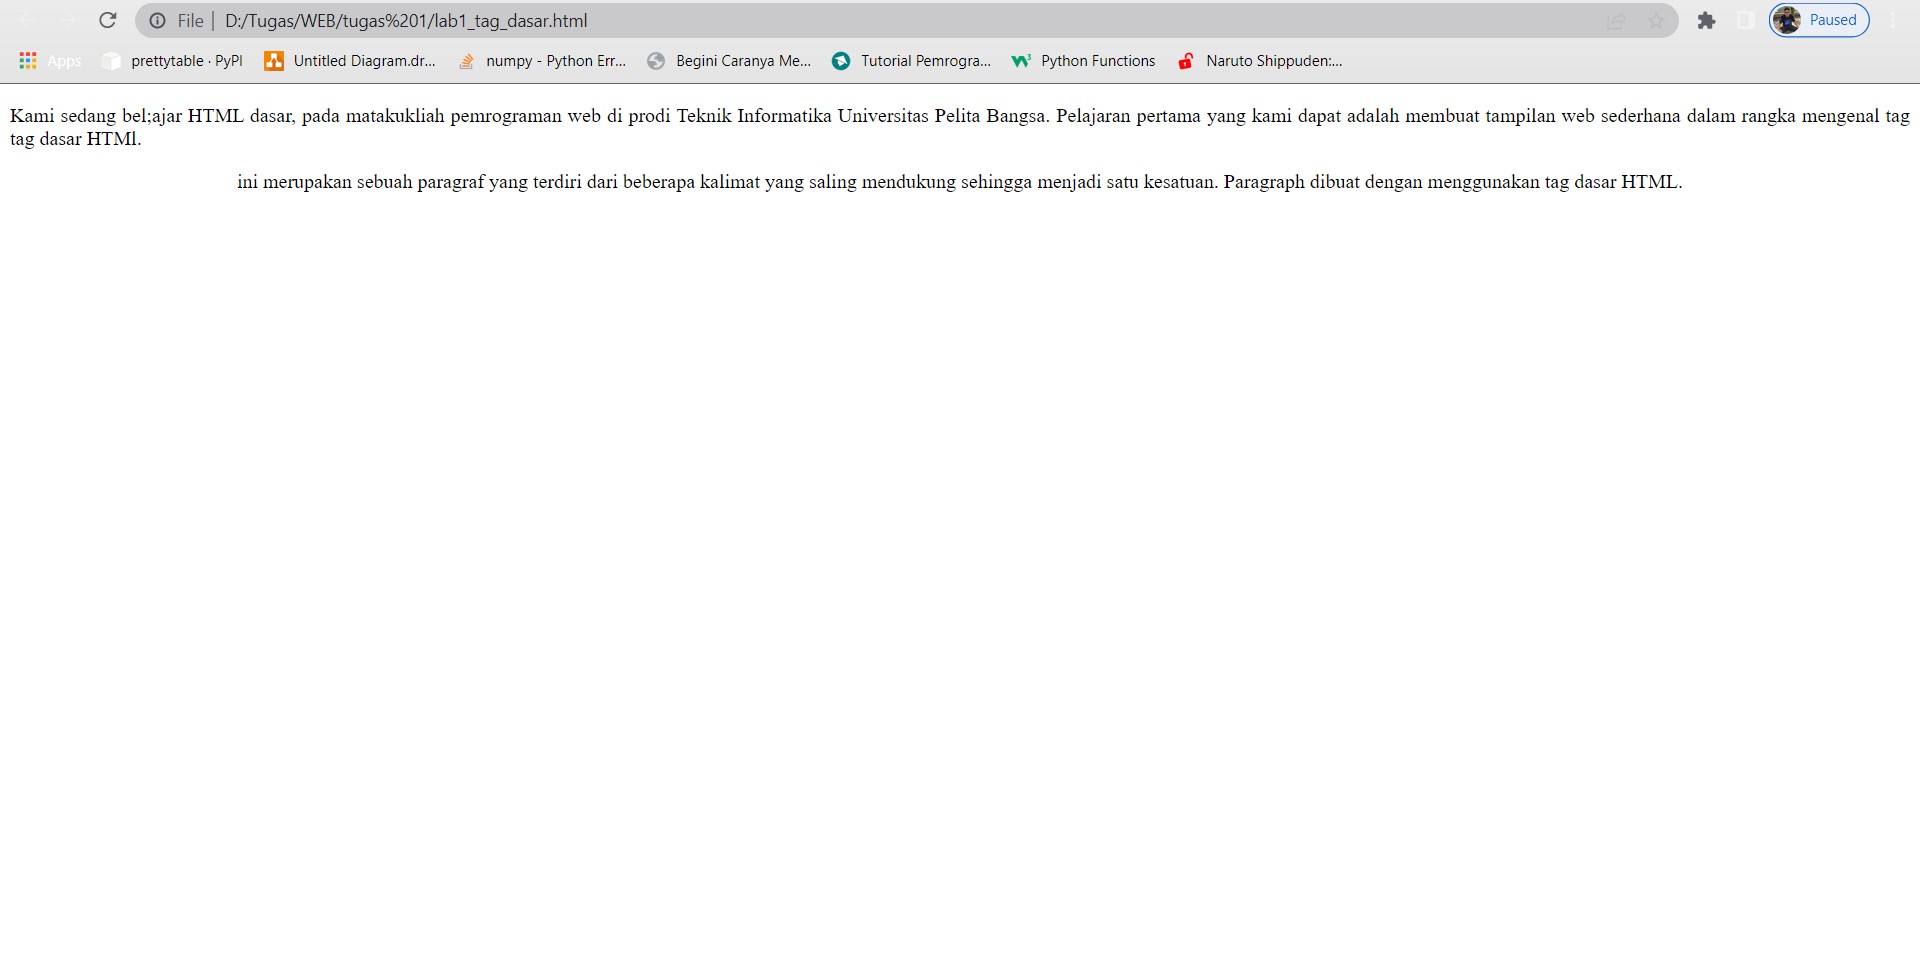 File | D:/Tugas/WEB/tugas%201/lab1_tag_dasar.html
Paused
Apps prettytable · PyPI Untitled Diagram.dr... numpy - Python Err... Begini Caranya Me... Tutorial Pemrogra... Python Functions Naruto Shippuden:...
Kami sedang bel;ajar HTML dasar, pada matakukliah pemrograman web di prodi Teknik Informatika Universitas Pelita Bangsa. Pelajaran pertama yang kami dapat adalah membuat tampilan web sederhana dalam rangka mengenal tag
tag dasar HTMl.
ini merupakan sebuah paragraf yang terdiri dari beberapa kalimat yang saling mendukung sehingga menjadi satu kesatuan. Paragraph dibuat dengan menggunakan tag dasar HTML.